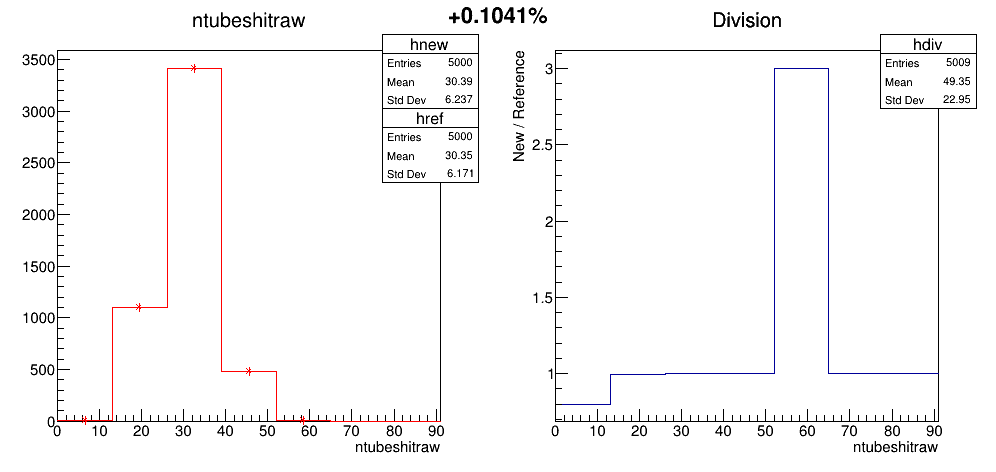 +0.1041%
ntubeshitraw
hnew
Entries 5000
Mean 30.39
Std Dev 6.237
href
Entries 5000
Mean 30.35
Std Dev 6.171
3500
3000
2500
2000
1500
1000
500
0
0 10 20 30 40 50 60 70 80 90
ntubeshitraw
Division
hdiv
Entries 5009
Mean 49.35
Std Dev 22.95
New / Reference
3
2.5
2
1.5
1
0 10 20 30 40 50 60 70 80 90
ntubeshitraw